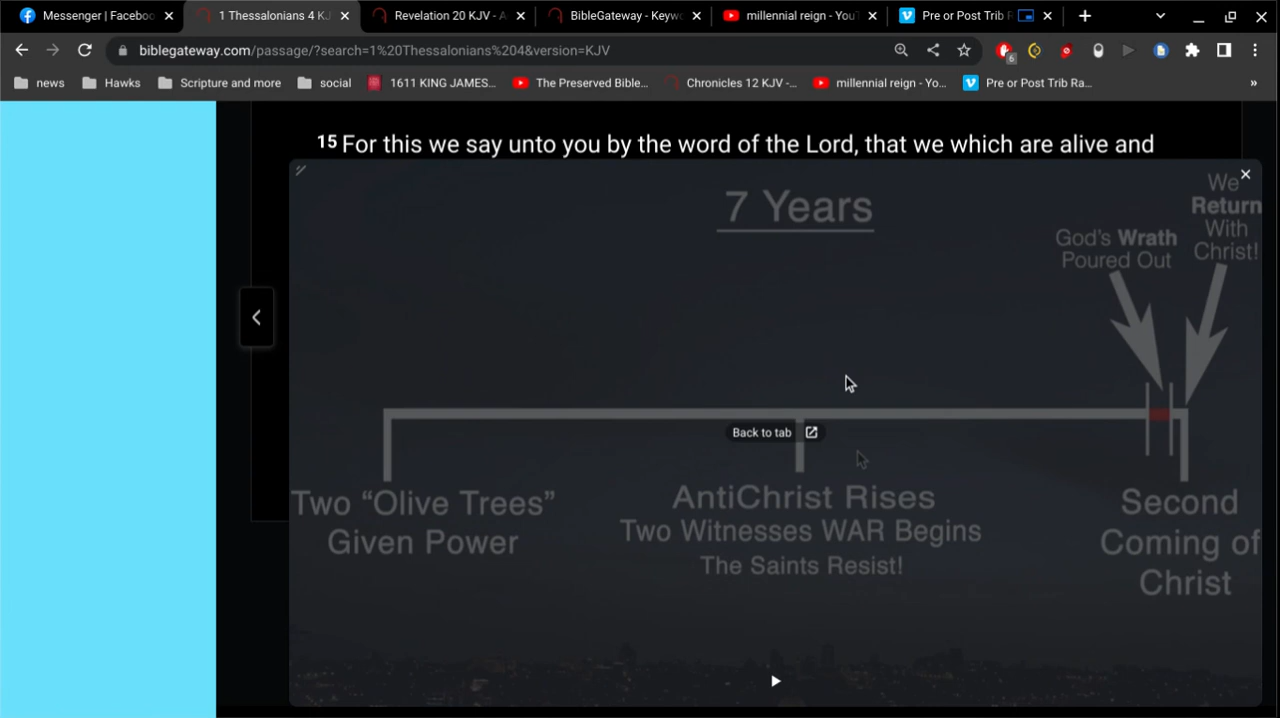 Messenger | Faceboo
1 Thessalonians 4 KJ
Revelation 20 KJV - A
BibleGateway - Keywo
millennial reign - YouT
Pre or Post Trib R
biblegateway.com/passage/?search=1%20Thessalonians%204&version=KJV
6
news
Hawks
Scripture and more
social
1611 KING JAMES...
The Preserved Bible...
Chronicles 12 KJV -...
millennial reign - Yo...
Pre or Post Trib Ra...
»
15 For this we say unto you by the word of the Lord, that we which are alive and
7 Years
God's Wrath
Poured Out
We
Return
With
Christ!
Back to tab
Two “Olive Trees”
Given Power
AntiChrist Rises
Two Witnesses WAR Begins
The Saints Resist!
Second
Coming of
Christ